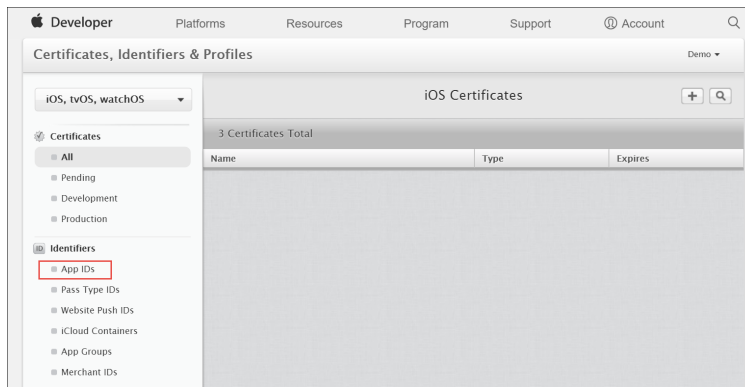 Developer Platforms Resources Program Support Account
Certificates, Identifiers & Profiles Demo
iOS, tvOS, watchOS
iOS Certificates
Certificates
All
Pending
Development
Production
3 Certificates Total
Name Type Expires
ID Identifiers
App IDs
Pass Type IDs
Website Push IDs
iCloud Containers
App Groups
Merchant IDs